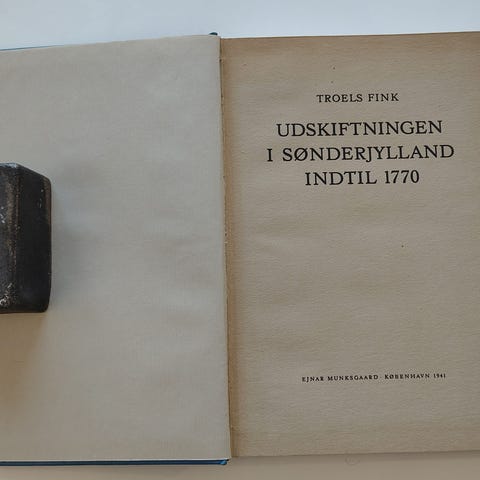 TROELS FINK
UDSKIFTNINGEN
I SØNDERJYLLAND
INDTIL 1770
EJNAR MUNKSGAARD · KØBENHAVN 1941